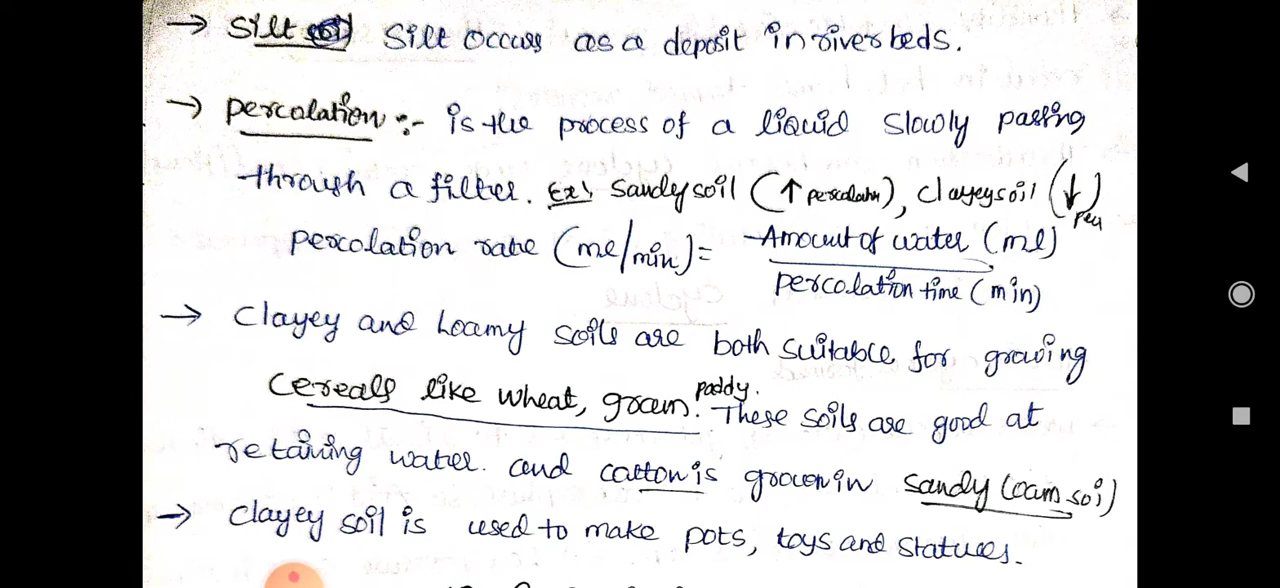 → Silt Silt occurs as a deposit in river beds.
→ percolation :- is the process of a liquid slowly passing
through a filter. Ex: Sandy soil (↑ percolatn), clayey soil (↓)
per
percolation rate (ml/min) = Amount of water (ml)
percolation time (min)
→ Clayey and Loamy soils are both suitable for growing
cereals like wheat, gram. paddy.
These soils are good at
retaining water. and cotton is grown in sandy loam soi)
→ clayey soil is used to make pots, toys and statues.